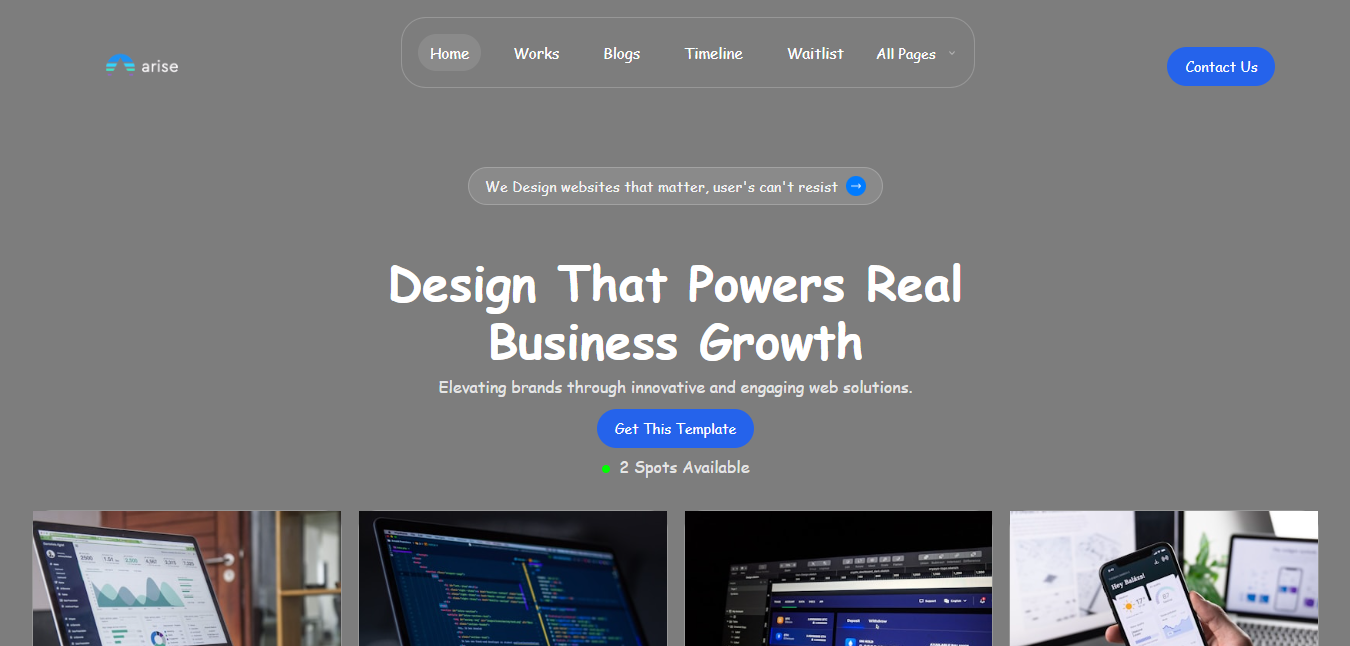 arise
Home Works Blogs Timeline Waitlist All Pages
Contact Us
We Design websites that matter, user's can't resist
Design That Powers Real
Business Growth
Elevating brands through innovative and engaging web solutions.
Get This Template
2 Spots Available
Hey Balázs!